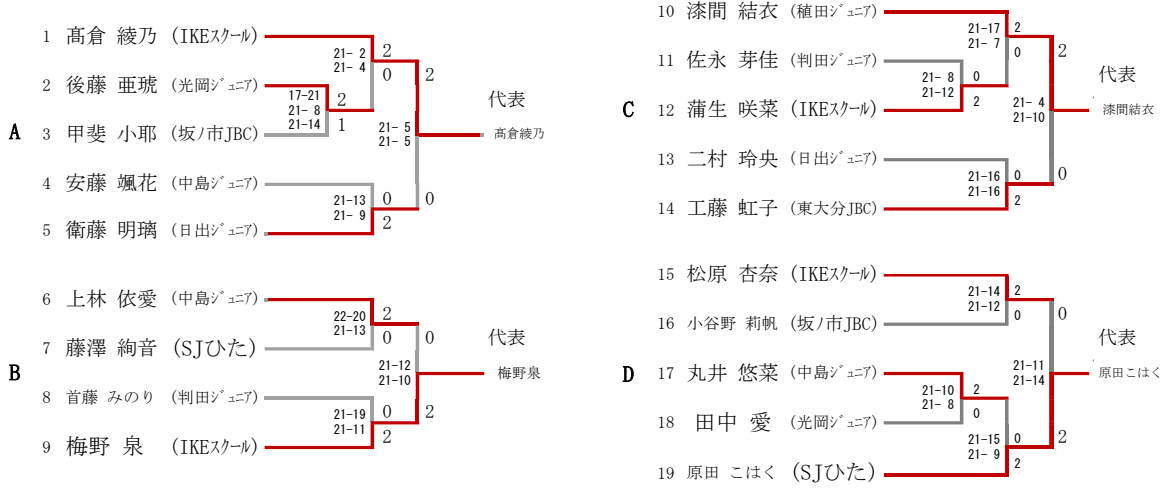 A
1 髙倉 綾乃 (IKEスクール)
2 後藤 亜琥 (光岡ジュニア)
3 甲斐 小耶 (坂ノ市JBC)
4 安藤 颯花 (中島ジュニア)
5 衛藤 明璃 (日出ジュニア)
21- 2
21- 4
2
0
17-21
21- 8
21-14
2
1
21-13
21- 9
0
2
21- 5
21- 5
2
0
代表
髙倉綾乃
B
6 上林 依愛 (中島ジュニア)
7 藤澤 絢音 (SJひた)
8 首藤 みのり (判田ジュニア)
9 梅野 泉 (IKEスクール)
22-20
21-13
2
0
21-19
21-11
0
2
21-12
21-10
0
2
代表
梅野泉
C
10 漆間 結衣 (稙田ジュニア)
11 佐永 芽佳 (判田ジュニア)
12 蒲生 咲菜 (IKEスクール)
13 二村 玲央 (日出ジュニア)
14 工藤 虹子 (東大分JBC)
21-17
21- 7
2
0
21- 8
21-12
0
2
21-16
21-16
0
2
21- 4
21-10
2
0
代表
漆間結衣
D
15 松原 杏奈 (IKEスクール)
16 小谷野 莉帆 (坂ノ市JBC)
17 丸井 悠菜 (中島ジュニア)
18 田中 愛 (光岡ジュニア)
19 原田 こはく (SJひた)
21-14
21-12
2
0
21-10
21- 8
2
0
21-15
21- 9
0
2
21-11
21-14
0
2
代表
原田こはく